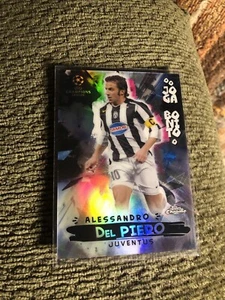 JOGA
BONITO
ALESSANDRO
DEL PIERO
JUVENTUS